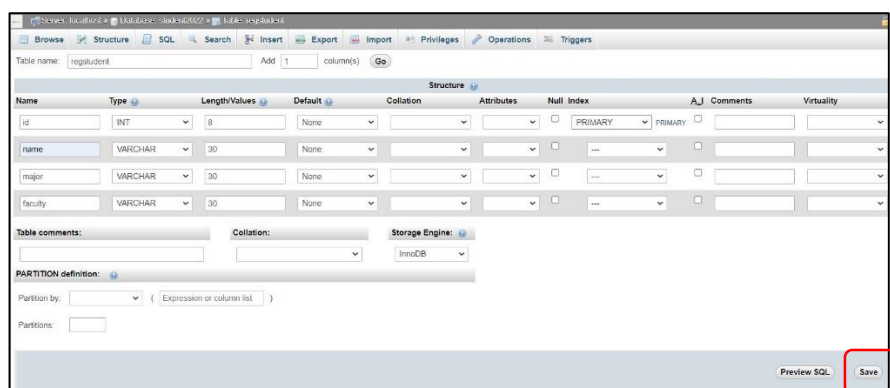 Server: localhost » Database: student2022 » Table: regstudent
Browse Structure SQL Search Insert Export Import Privileges Operations Triggers
Table name: regstudent Add 1 column(s) Go
Structure
Name Type Length/Values Default Collation Attributes Null Index A_I Comments Virtuality
id INT 8 None PRIMARY PRIMARY
name VARCHAR 30 None ---
major VARCHAR 30 None ---
faculty VARCHAR 30 None ---
Table comments: Collation: Storage Engine:
InnoDB
PARTITION definition:
Partition by: ( Expression or column list )
Partitions:
Preview SQL Save